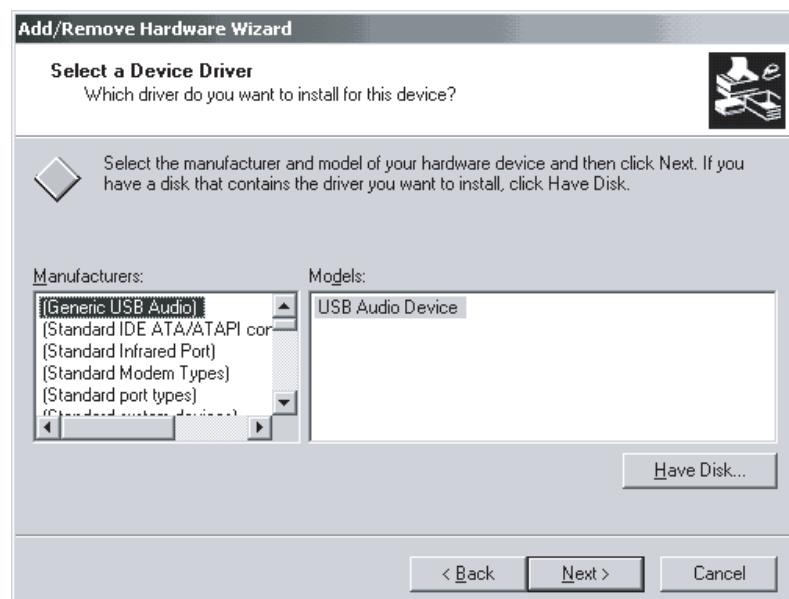 Add/Remove Hardware Wizard
Select a Device Driver
Which driver do you want to install for this device?
Select the manufacturer and model of your hardware device and then click Next. If you
have a disk that contains the driver you want to install, click Have Disk.
Manufacturers:
Models:
(Generic USB Audio)
(Standard IDE ATA/ATAPI cor
(Standard Infrared Port)
(Standard Modem Types)
(Standard port types)
USB Audio Device
Have Disk...
< Back
Next >
Cancel